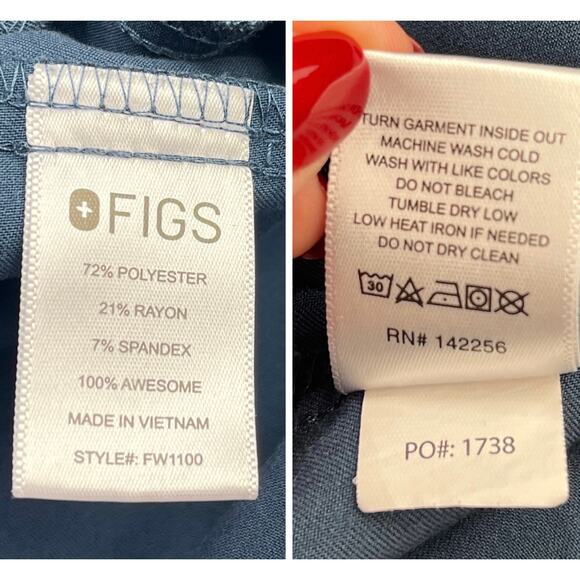 FIGS
72% POLYESTER
21% RAYON
7% SPANDEX
100% AWESOME
MADE IN VIETNAM
STYLE#: FW1100
TURN GARMENT INSIDE OUT
MACHINE WASH COLD
WASH WITH LIKE COLORS
DO NOT BLEACH
TUMBLE DRY LOW
LOW HEAT IRON IF NEEDED
DO NOT DRY CLEAN
30
RN# 142256
PO#: 1738